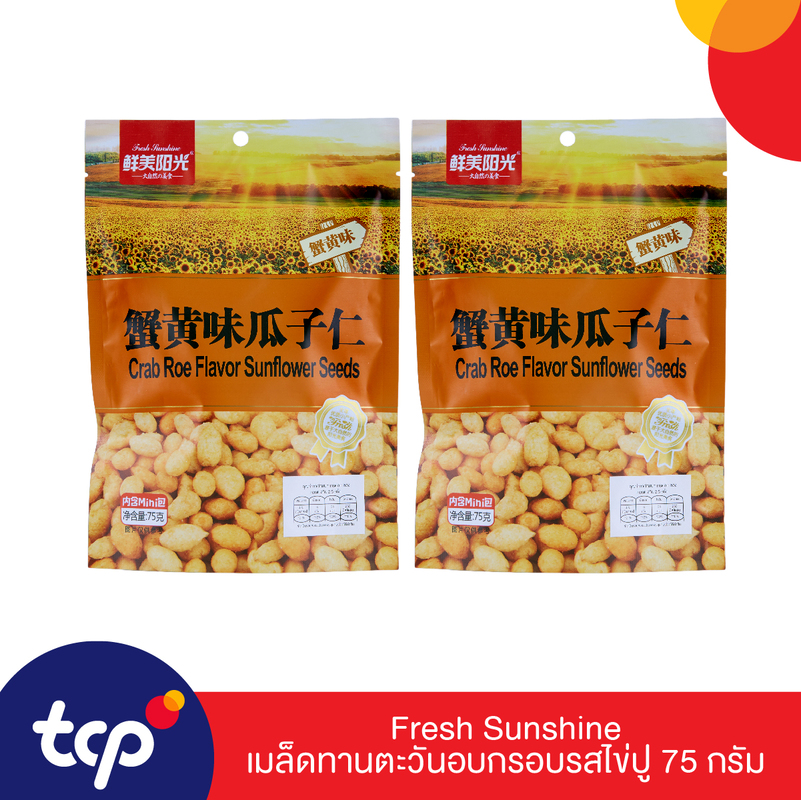 Fresh Sunshine
鲜美阳光
大自然の美食
蟹黄味
蟹黄味瓜子仁
Crab Roe Flavor Sunflower Seeds
内含Mini包
净含量:75克
Fresh Sunshine
鲜美阳光
大自然の美食
蟹黄味
蟹黄味瓜子仁
Crab Roe Flavor Sunflower Seeds
内含Mini包
净含量:75克
tcp
Fresh Sunshine
เมล็ดทานตะวันอบกรอบรสไข่ปู 75 กรัม